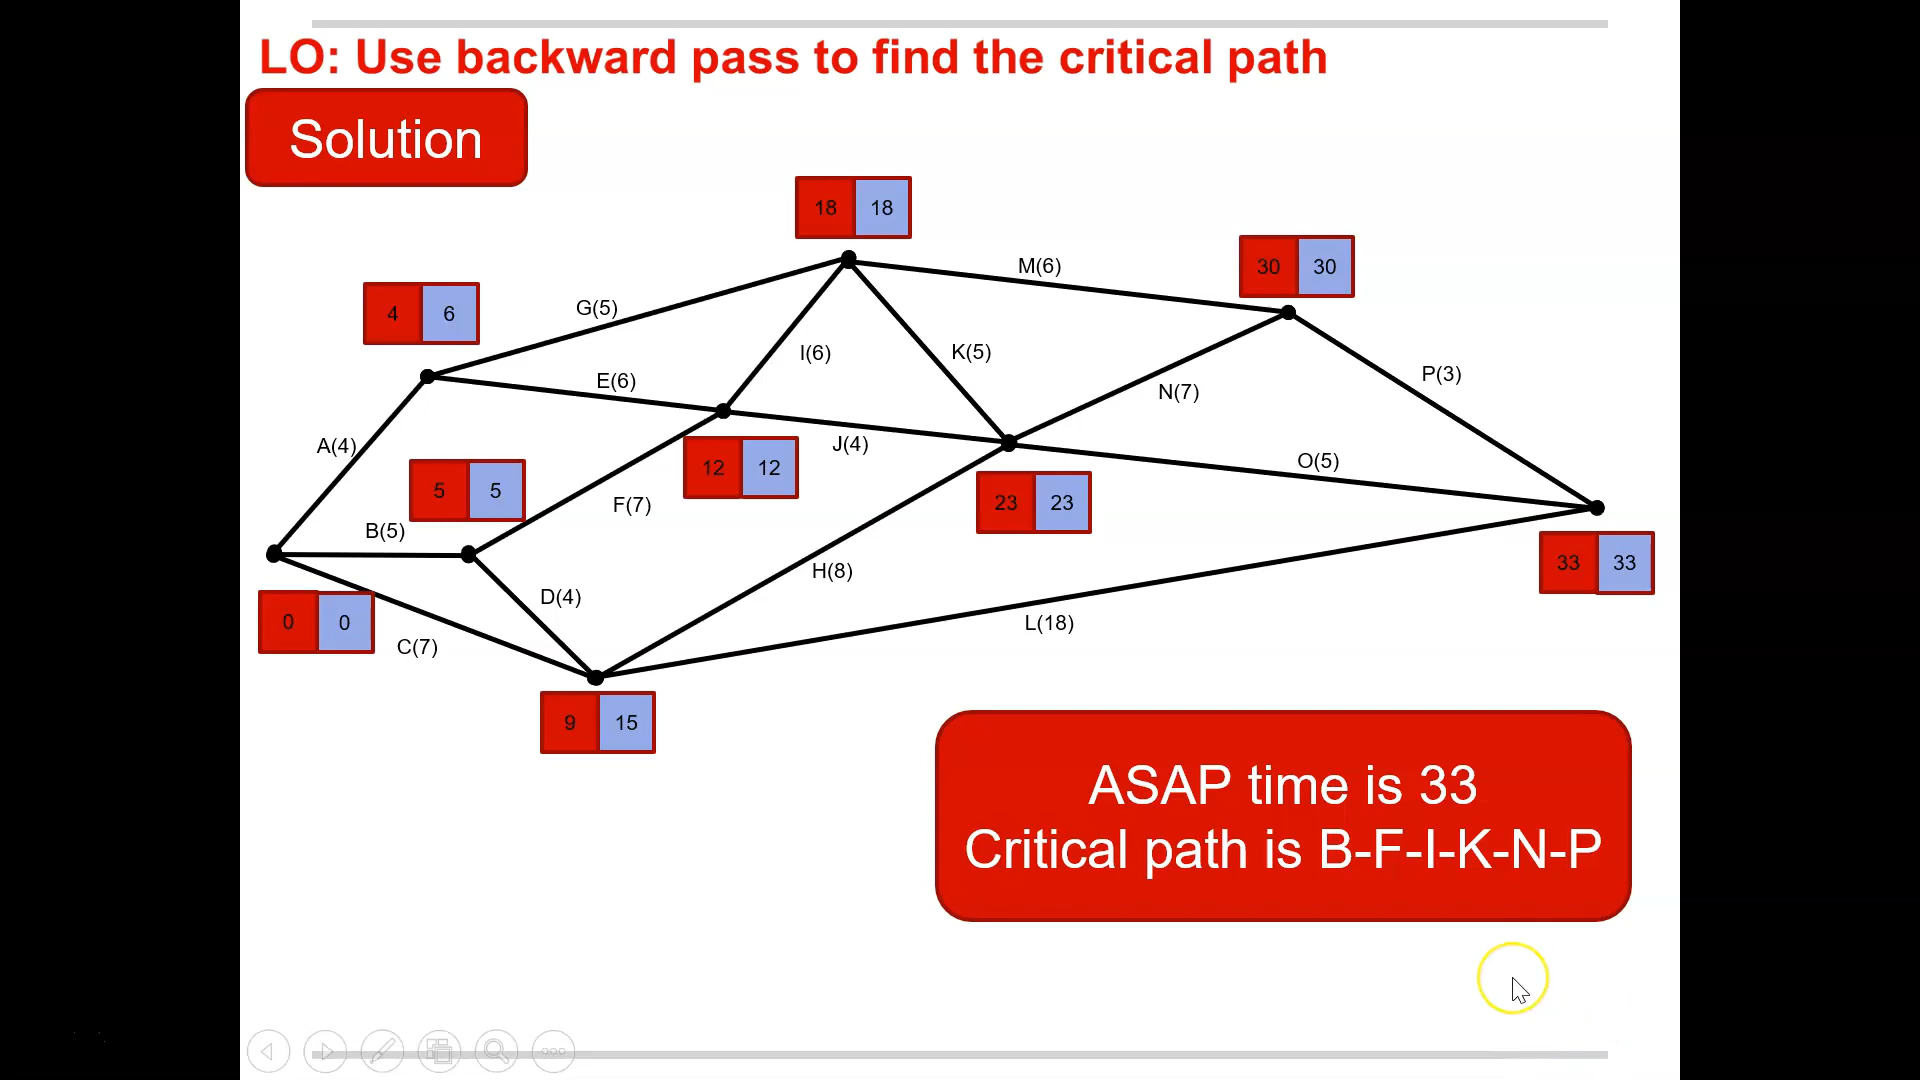 LO: Use backward pass to find the critical path
Solution
18 18
30 30
M(6)
4 6
G(5)
I(6)
K(5)
E(6)
P(3)
N(7)
A(4)
J(4)
O(5)
12 12
5 5
F(7)
23 23
B(5)
33 33
H(8)
D(4)
0 0
L(18)
C(7)
9 15
ASAP time is 33
Critical path is B-F-I-K-N-P